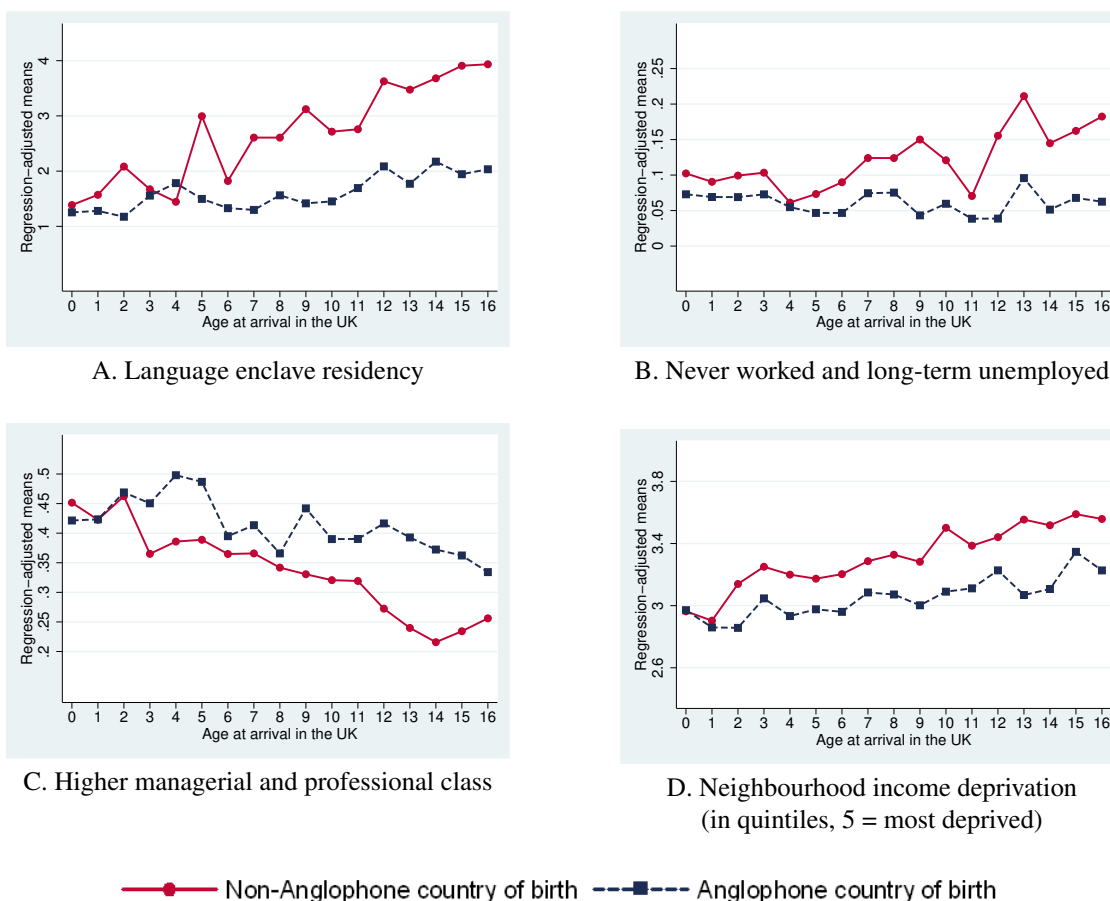 Regression−adjusted means
4
3
2
1
0 1 2 3 4 5 6 7 8 9 10 11 12 13 14 15 16
Age at arrival in the UK
A. Language enclave residency
Regression−adjusted means
.25
.2
.15
.1
.05
0
0 1 2 3 4 5 6 7 8 9 10 11 12 13 14 15 16
Age at arrival in the UK
B. Never worked and long-term unemployed
Regression−adjusted means
.5
.45
.4
.35
.3
.25
.2
0 1 2 3 4 5 6 7 8 9 10 11 12 13 14 15 16
Age at arrival in the UK
C. Higher managerial and professional class
Regression−adjusted means
3.8
3.4
3
2.6
0 1 2 3 4 5 6 7 8 9 10 11 12 13 14 15 16
Age at arrival in the UK
D. Neighbourhood income deprivation
(in quintiles, 5 = most deprived)
Non-Anglophone country of birth Anglophone country of birth